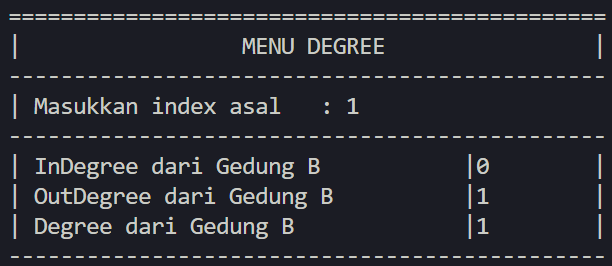 ==============================================
| MENU DEGREE |
----------------------------------------------
| Masukkan index asal : 1
----------------------------------------------
| InDegree dari Gedung B |0 |
| OutDegree dari Gedung B |1 |
| Degree dari Gedung B |1 |
----------------------------------------------